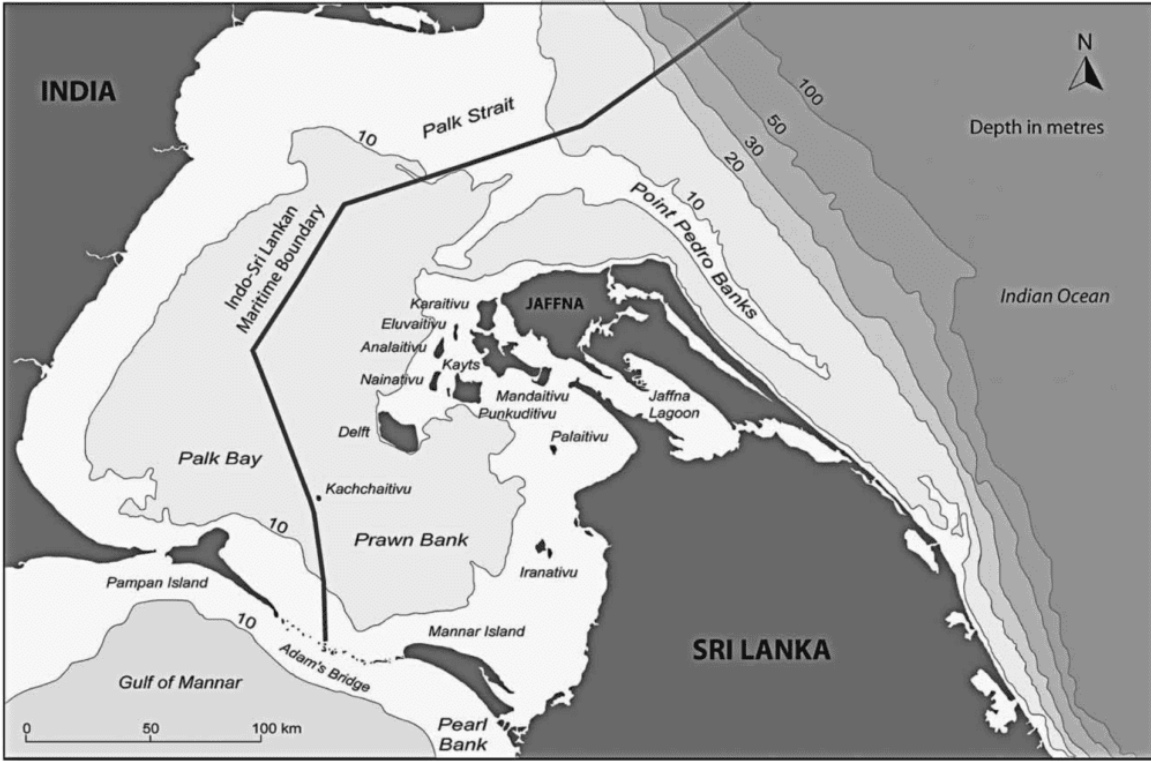 INDIA
Palk Strait
10
100
50
30
20
N
Depth in metres
10
Point Pedro Banks
Indo-Sri Lankan
Maritime Boundary
Indian Ocean
Karaitivu
JAFFNA
Eluvaitivu
Analaitivu
Kayts
Nainativu
Mandaitivu
Punkuditivu
Jaffna
Lagoon
Delft
Palaitivu
Palk Bay
Kachchaitivu
10
Prawn Bank
Iranativu
Pampan Island
10
Mannar Island
Adam's Bridge
SRI LANKA
Gulf of Mannar
Pearl
Bank
0 50 100 km